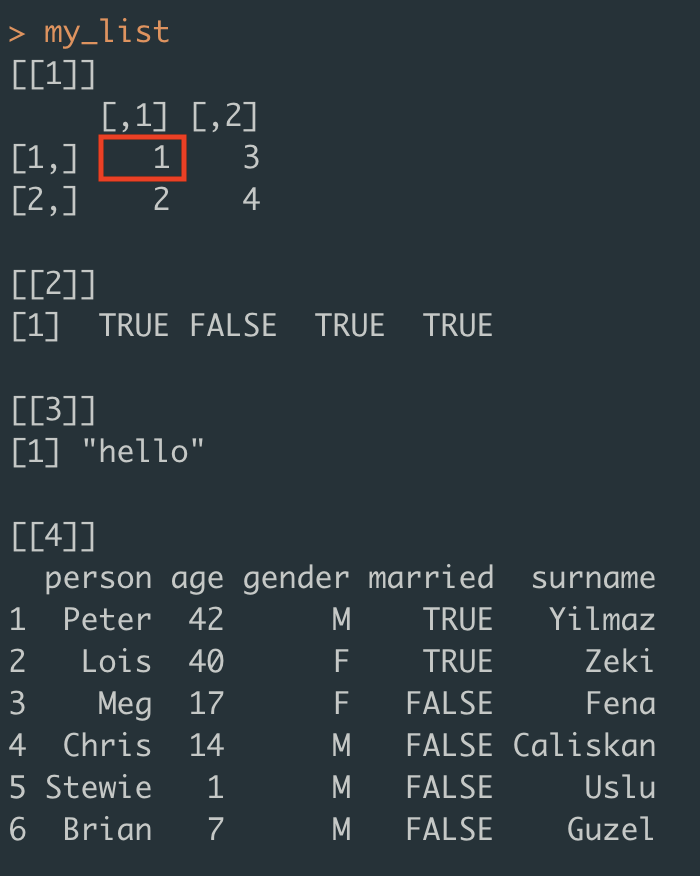 > my_list
[[1]]
     [,1] [,2]
[1,]    1    3
[2,]    2    4
[[2]]
[1]  TRUE FALSE  TRUE  TRUE
[[3]]
[1] "hello"
[[4]]
  person age gender married  surname
1  Peter  42      M    TRUE   Yilmaz
2   Lois  40      F    TRUE     Zeki
3    Meg  17      F   FALSE     Fena
4  Chris  14      M   FALSE Caliskan
5 Stewie   1      M   FALSE     Uslu
6  Brian   7      M   FALSE    Guzel